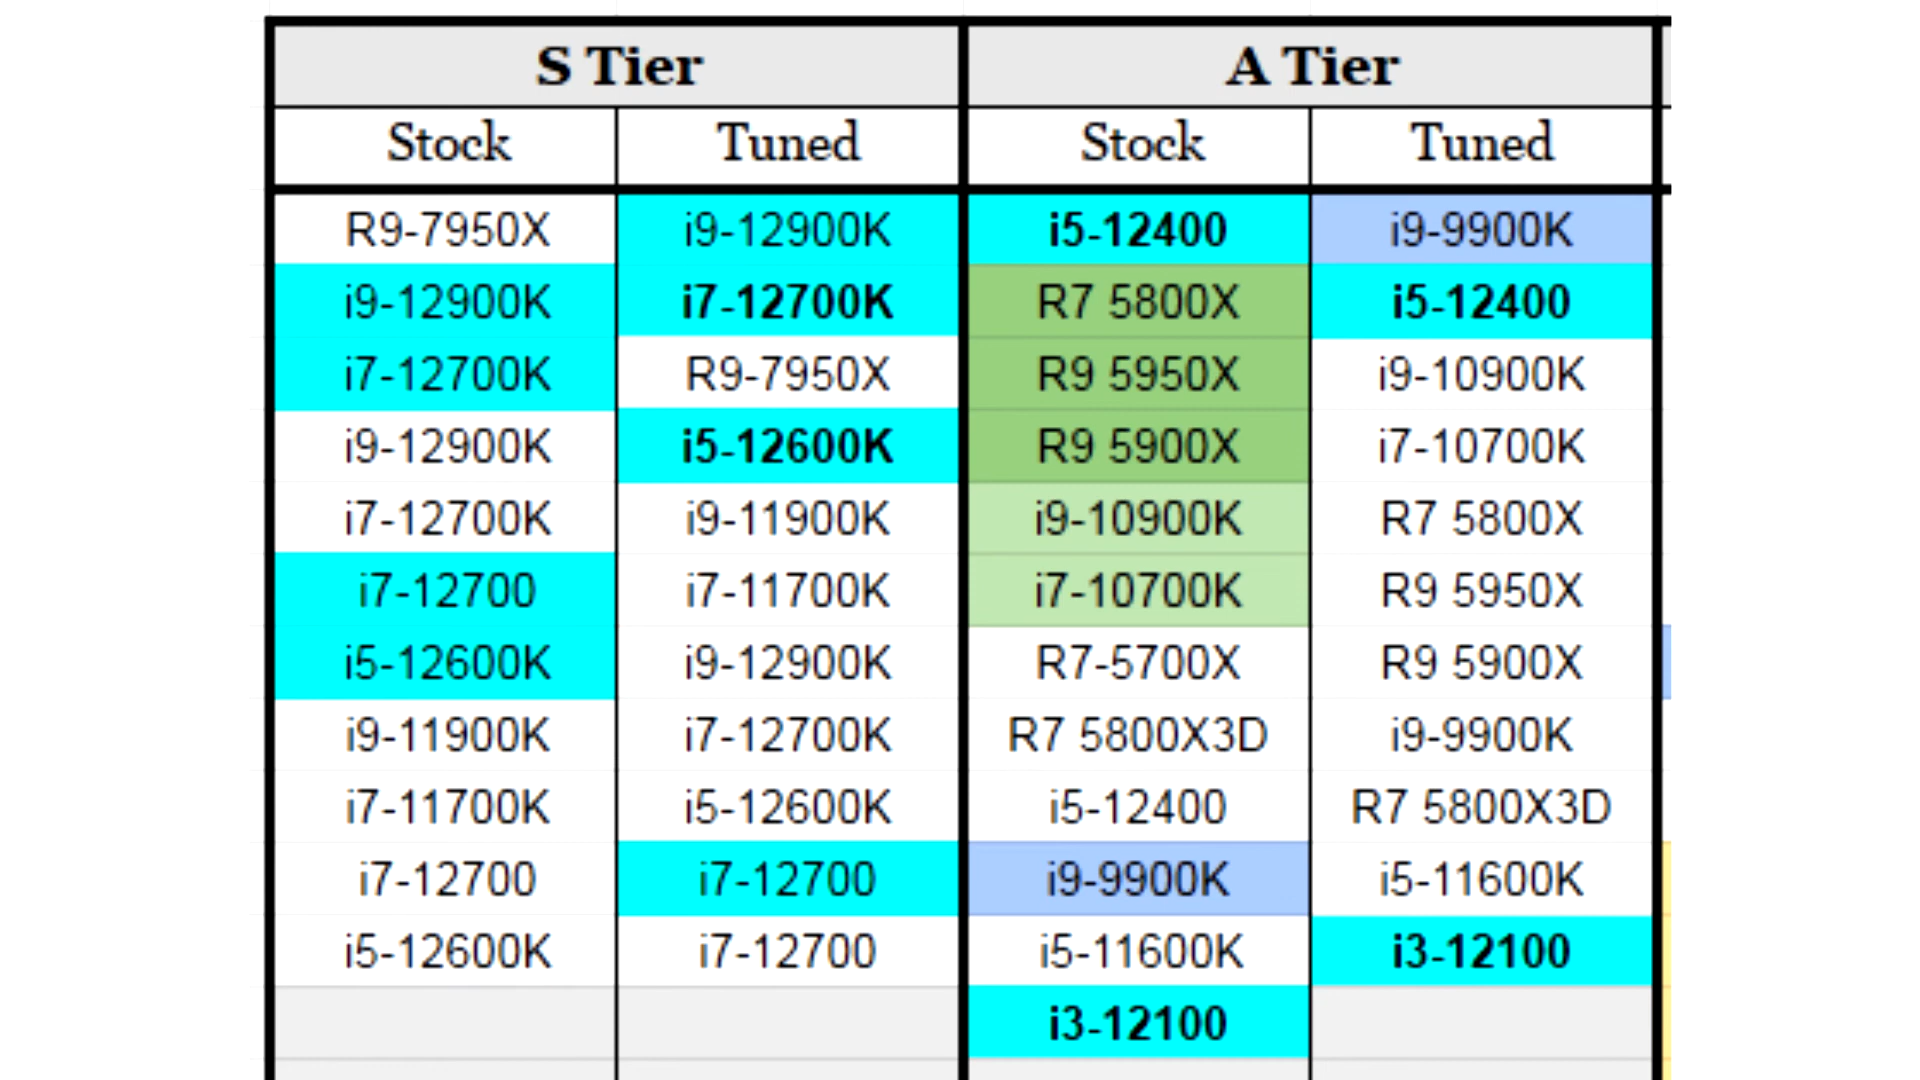 S Tier A Tier
Stock Tuned Stock Tuned
R9-7950X i9-12900K i5-12400 i9-9900K
i9-12900K i7-12700K R7 5800X i5-12400
i7-12700K R9-7950X R9 5950X i9-10900K
i9-12900K i5-12600K R9 5900X i7-10700K
i7-12700K i9-11900K i9-10900K R7 5800X
i7-12700 i7-11700K i7-10700K R9 5950X
i5-12600K i9-12900K R7-5700X R9 5900X
i9-11900K i7-12700K R7 5800X3D i9-9900K
i7-11700K i5-12600K i5-12400 R7 5800X3D
i7-12700 i7-12700 i9-9900K i5-11600K
i5-12600K i7-12700 i5-11600K i3-12100
i3-12100